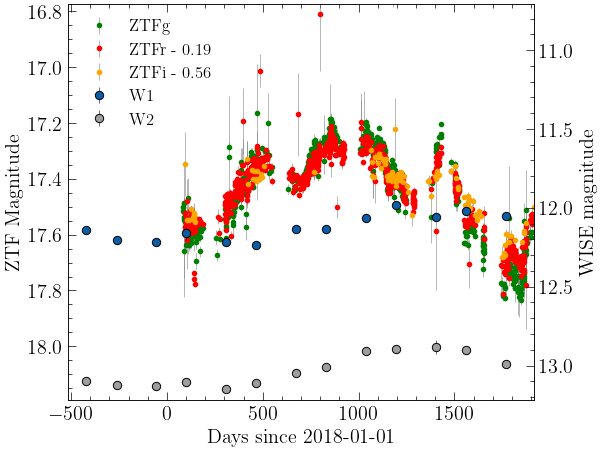 ZTFg
ZTFr - 0.19
ZTFi - 0.56
W1
W2
16.8
17.0
17.2
17.4
17.6
17.8
18.0
ZTF Magnitude
11.0
11.5
12.0
12.5
13.0
WISE magnitude
−500
0
500
1000
1500
Days since 2018-01-01